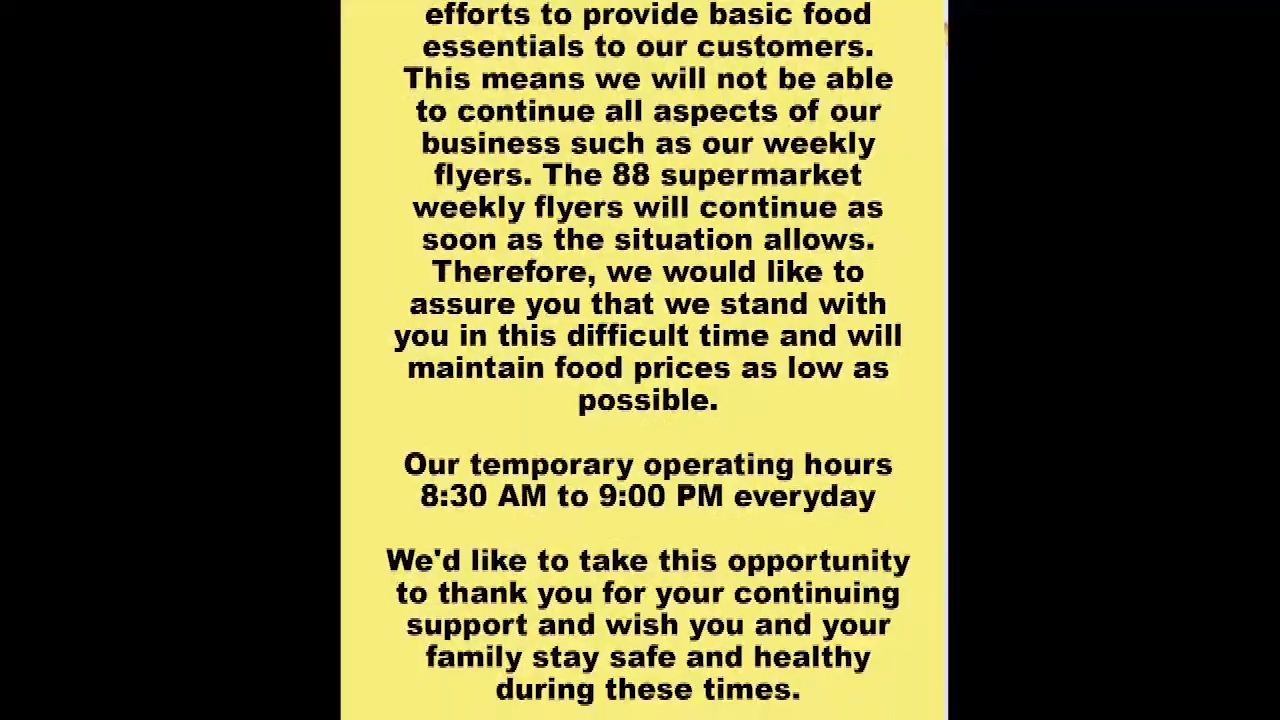 efforts to provide basic food
essentials to our customers.
This means we will not be able
to continue all aspects of our
business such as our weekly
flyers. The 88 supermarket
weekly flyers will continue as
soon as the situation allows.
Therefore, we would like to
assure you that we stand with
you in this difficult time and will
maintain food prices as low as
possible.
Our temporary operating hours
8:30 AM to 9:00 PM everyday
We'd like to take this opportunity
to thank you for your continuing
support and wish you and your
family stay safe and healthy
during these times.